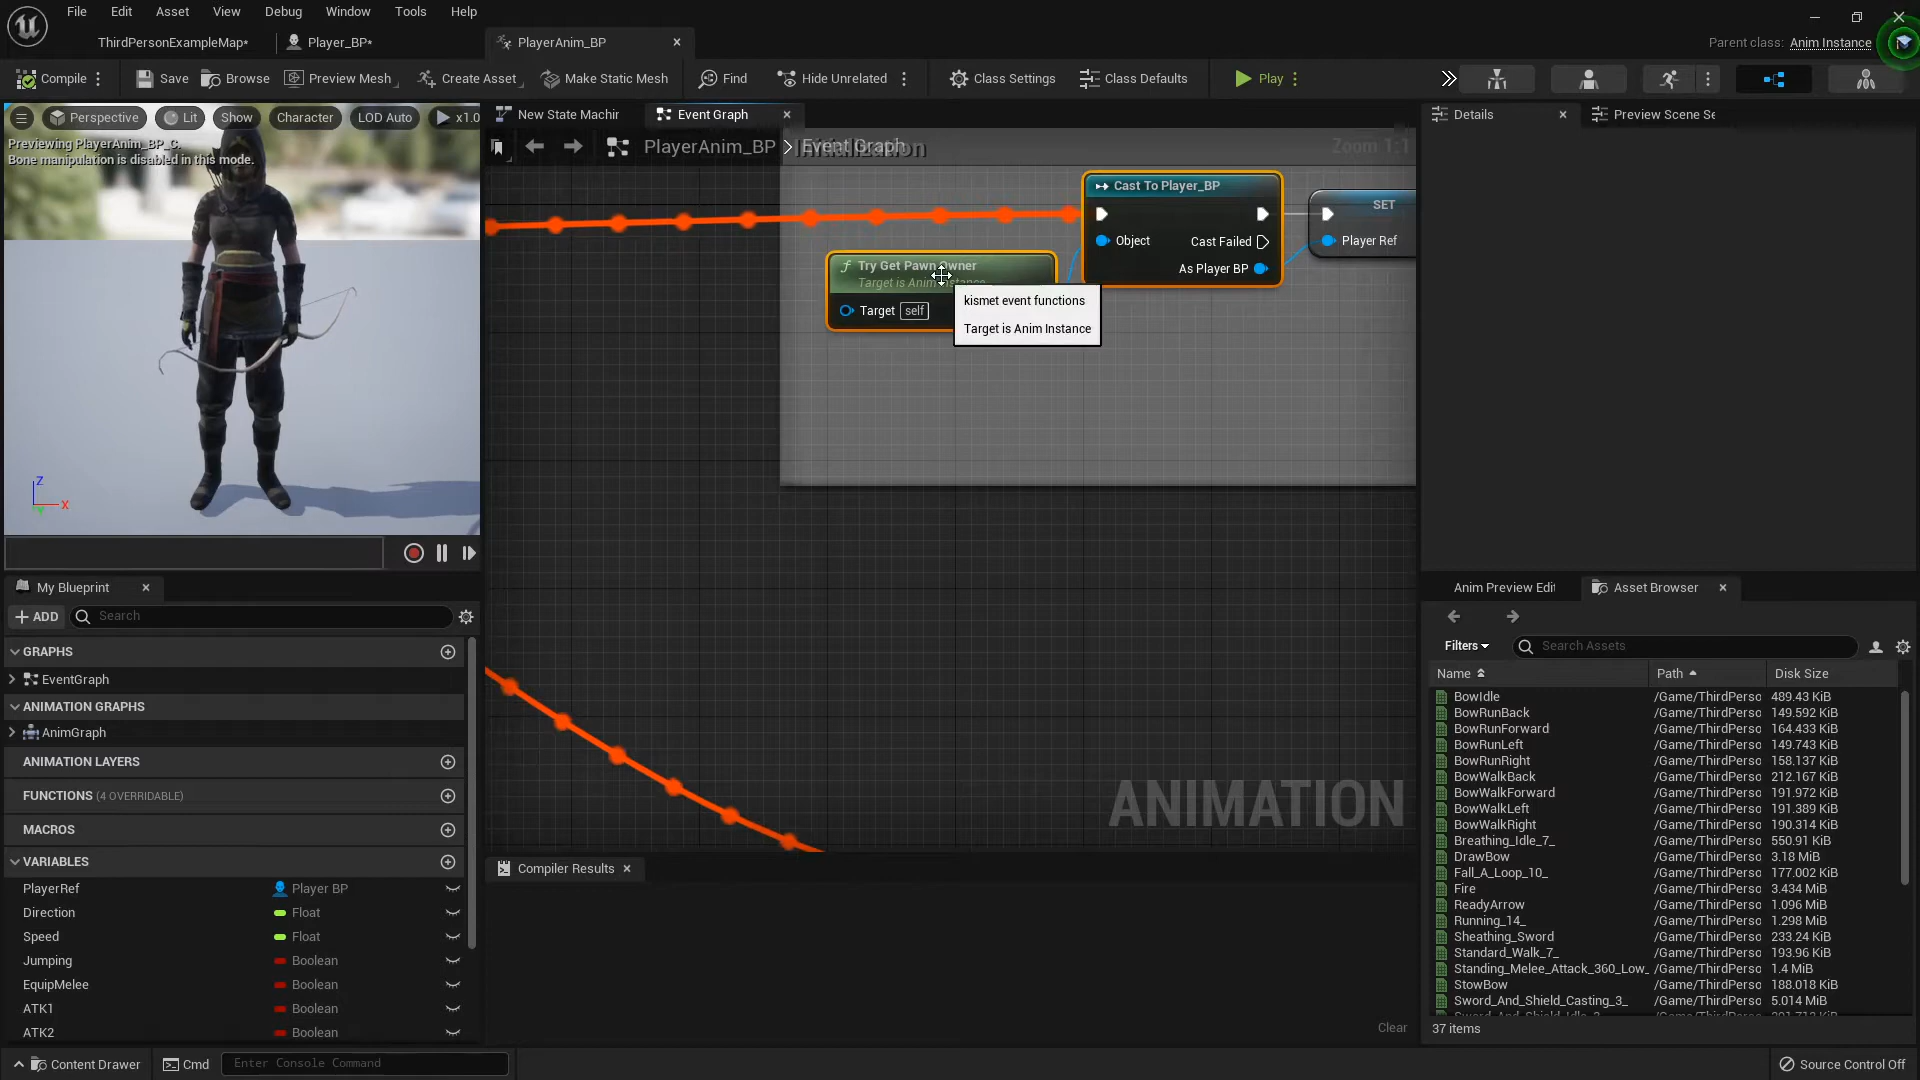 File Edit Asset View Debug Window Tools Help
ThirdPersonExampleMap*
Player_BP*
PlayerAnim_BP
Parent class: Anim Instance
Compile
Save
Browse
Preview Mesh
Create Asset
Make Static Mesh
Find
Hide Unrelated
Class Settings
Class Defaults
Play
Perspective
Lit
Show
Character
LOD Auto
x1.0
Previewing PlayerAnim_BP_C.
Bone manipulation is disabled in this mode.
Z
X
New State Machin
Event Graph
PlayerAnim_BP > Event Graph
Initialization
Zoom 1:1
Cast To Player_BP
Object
Cast Failed
As Player BP
SET
Player Ref
Try Get Pawn Owner
Target is Anim Instance
Target self
kismet event functions
Target is Anim Instance
ANIMATION
Compiler Results
Clear
My Blueprint
ADD
Search
GRAPHS
EventGraph
ANIMATION GRAPHS
AnimGraph
ANIMATION LAYERS
FUNCTIONS (4 OVERRIDABLE)
MACROS
VARIABLES
PlayerRef Player BP
Direction Float
Speed Float
Jumping Boolean
EquipMelee Boolean
ATK1 Boolean
ATK2 Boolean
Details
Preview Scene Se
Anim Preview Edit
Asset Browser
Filters
Search Assets
Name Path Disk Size
BowIdle /Game/ThirdPerso 489.43 KiB
BowRunBack /Game/ThirdPerso 149.592 KiB
BowRunForward /Game/ThirdPerso 164.433 KiB
BowRunLeft /Game/ThirdPerso 149.743 KiB
BowRunRight /Game/ThirdPerso 158.137 KiB
BowWalkBack /Game/ThirdPerso 212.167 KiB
BowWalkForward /Game/ThirdPerso 191.972 KiB
BowWalkLeft /Game/ThirdPerso 191.389 KiB
BowWalkRight /Game/ThirdPerso 190.314 KiB
Breathing_Idle_7_ /Game/ThirdPerso 550.91 KiB
DrawBow /Game/ThirdPerso 3.18 MiB
Fall_A_Loop_10_ /Game/ThirdPerso 177.002 KiB
Fire /Game/ThirdPerso 3.434 MiB
ReadyArrow /Game/ThirdPerso 1.096 MiB
Running_14_ /Game/ThirdPerso 1.298 MiB
Sheathing_Sword /Game/ThirdPerso 233.24 KiB
Standard_Walk_7_ /Game/ThirdPerso 193.96 KiB
Standing_Melee_Attack_360_Low_ /Game/ThirdPerso 1.4 MiB
StowBow /Game/ThirdPerso 188.018 KiB
Sword_And_Shield_Casting_3_ /Game/ThirdPerso 5.014 MiB
37 items
Content Drawer
Cmd
Enter Console Command
Source Control Off